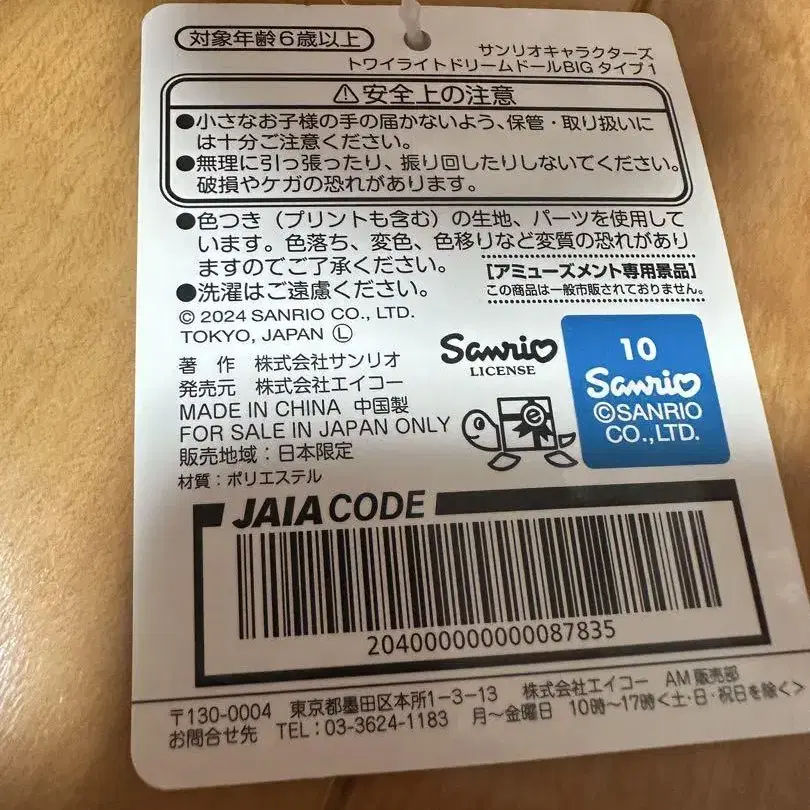 対象年齢6歳以上
サンリオキャラクターズ
トワイライトドリームドールBIG タイプ1
⚠安全上の注意
●小さなお子様の手の届かないよう、保管・取り扱いに
は十分ご注意ください。
●無理に引っ張ったり、振り回したりしないでください。
破損やケガの恐れがあります。
●色つき（プリントも含む）の生地、パーツを使用して
います。色落ち、変色、色移りなど変質の恐れがあり
ますのでご了承ください。
●洗濯はご遠慮ください。
[アミューズメント専用景品]
この商品は一般市販されておりません。
© 2024 SANRIO CO., LTD.
TOKYO, JAPAN Ⓛ
著 作 株式会社サンリオ
発売元 株式会社エイコー
MADE IN CHINA 中国製
FOR SALE IN JAPAN ONLY
販売地域：日本限定
材質：ポリエステル
Sanrio
LICENSE
e
10
Sanrio
©SANRIO
CO.,LTD.
JAIA CODE
204000000000087835
〒130-0004 東京都墨田区本所1-3-13 株式会社エイコー AM販売部
お問合せ先 TEL：03-3624-1183 月〜金曜日 10時〜17時＜土・日・祝日を除く＞